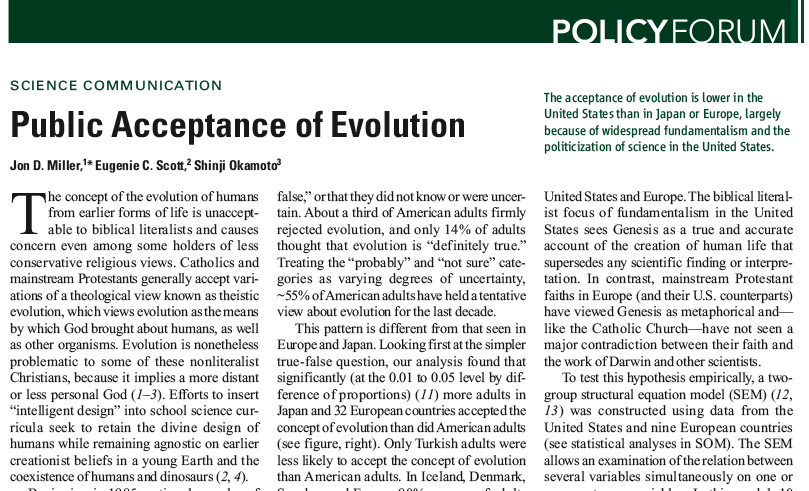 POLICYFORUM
SCIENCE COMMUNICATION
Public Acceptance of Evolution
Jon D. Miller,1* Eugenie C. Scott,2 Shinji Okamoto3
The acceptance of evolution is lower in the
United States than in Japan or Europe, largely
because of widespread fundamentalism and the
politicization of science in the United States.
The concept of the evolution of humans
from earlier forms of life is unaccept-
able to biblical literalists and causes
concern even among some holders of less
conservative religious views. Catholics and
mainstream Protestants generally accept vari-
ations of a theological view known as theistic
evolution, which views evolution as the means
by which God brought about humans, as well
as other organisms. Evolution is nonetheless
problematic to some of these nonliteralist
Christians, because it implies a more distant
or less personal God (1–3). Efforts to insert
“intelligent design” into school science cur-
ricula seek to retain the divine design of
humans while remaining agnostic on earlier
creationist beliefs in a young Earth and the
coexistence of humans and dinosaurs (2, 4).
false,” or that they did not know or were uncer-
tain. About a third of American adults firmly
rejected evolution, and only 14% of adults
thought that evolution is “definitely true.”
Treating the “probably” and “not sure” cate-
gories as varying degrees of uncertainty,
~55% of American adults have held a tentative
view about evolution for the last decade.
This pattern is different from that seen in
Europe and Japan. Looking first at the simpler
true-false question, our analysis found that
significantly (at the 0.01 to 0.05 level by dif-
ference of proportions) (11) more adults in
Japan and 32 European countries accepted the
concept of evolution than did American adults
(see figure, right). Only Turkish adults were
less likely to accept the concept of evolution
than American adults. In Iceland, Denmark,
United States and Europe. The biblical literal-
ist focus of fundamentalism in the United
States sees Genesis as a true and accurate
account of the creation of human life that
supersedes any scientific finding or interpre-
tation. In contrast, mainstream Protestant
faiths in Europe (and their U.S. counterparts)
have viewed Genesis as metaphorical and—
like the Catholic Church—have not seen a
major contradiction between their faith and
the work of Darwin and other scientists.
To test this hypothesis empirically, a two-
group structural equation model (SEM) (12,
13) was constructed using data from the
United States and nine European countries
(see statistical analyses in SOM). The SEM
allows an examination of the relation between
several variables simultaneously on one or